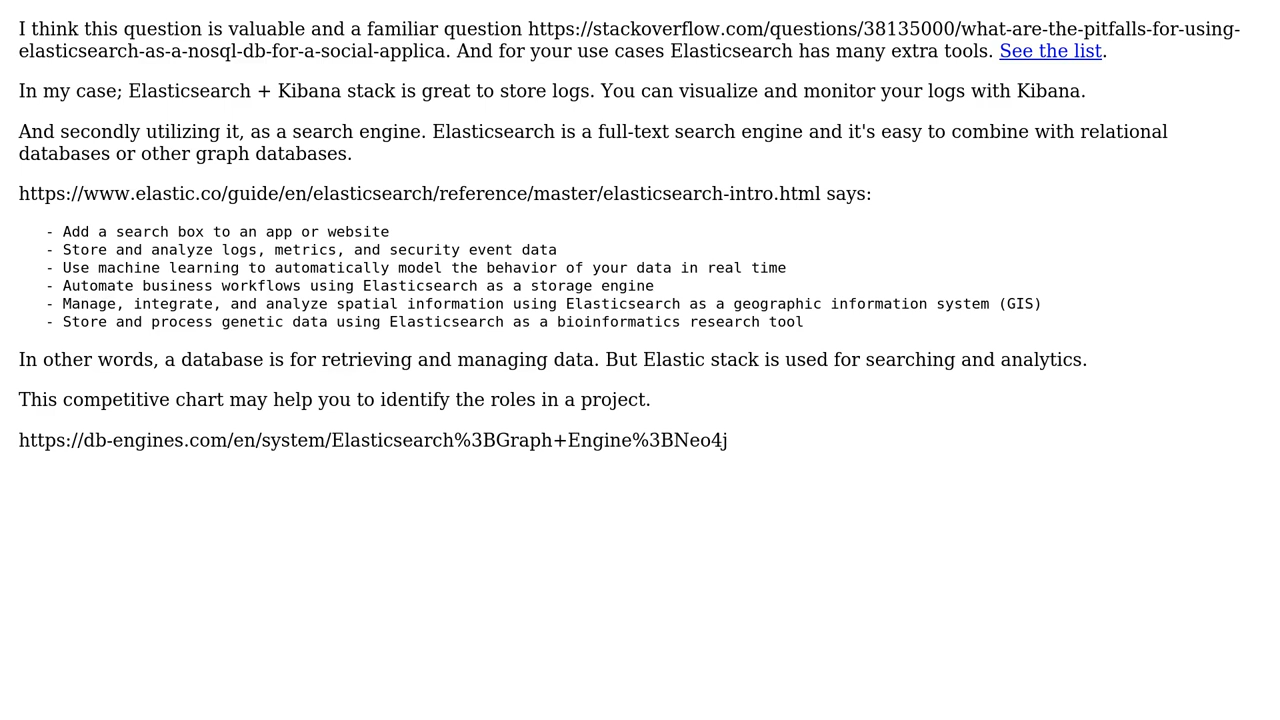 I think this question is valuable and a familiar question https://stackoverflow.com/questions/38135000/what-are-the-pitfalls-for-using-
elasticsearch-as-a-nosql-db-for-a-social-applica. And for your use cases Elasticsearch has many extra tools. See the list.
In my case; Elasticsearch + Kibana stack is great to store logs. You can visualize and monitor your logs with Kibana.
And secondly utilizing it, as a search engine. Elasticsearch is a full-text search engine and it's easy to combine with relational
databases or other graph databases.
https://www.elastic.co/guide/en/elasticsearch/reference/master/elasticsearch-intro.html says:
- Add a search box to an app or website
- Store and analyze logs, metrics, and security event data
- Use machine learning to automatically model the behavior of your data in real time
- Automate business workflows using Elasticsearch as a storage engine
- Manage, integrate, and analyze spatial information using Elasticsearch as a geographic information system (GIS)
- Store and process genetic data using Elasticsearch as a bioinformatics research tool
In other words, a database is for retrieving and managing data. But Elastic stack is used for searching and analytics.
This competitive chart may help you to identify the roles in a project.
https://db-engines.com/en/system/Elasticsearch%3BGraph+Engine%3BNeo4j